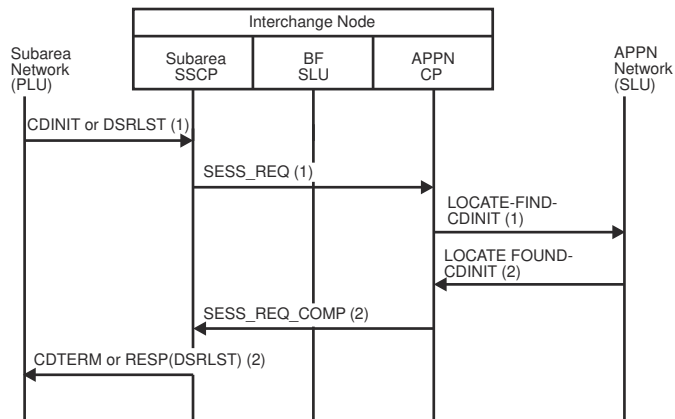 Interchange Node
Subarea
Network
(PLU)
Subarea
SSCP
BF
SLU
APPN
CP
APPN
Network
(SLU)
CDINIT or DSRLST (1)
SESS_REQ (1)
LOCATE-FIND-
CDINIT (1)
LOCATE FOUND-
CDINIT (2)
SESS_REQ_COMP (2)
CDTERM or RESP(DSRLST) (2)